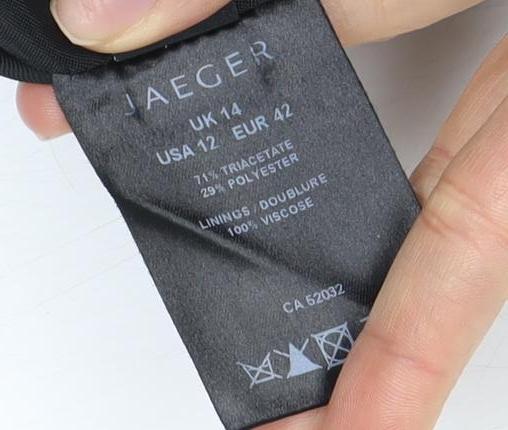 JAEGER
UK 14
USA 12 EUR 42
71% TRIACETATE
29% POLYESTER
LININGS / DOUBLURE
100% VISCOSE
CA 52032